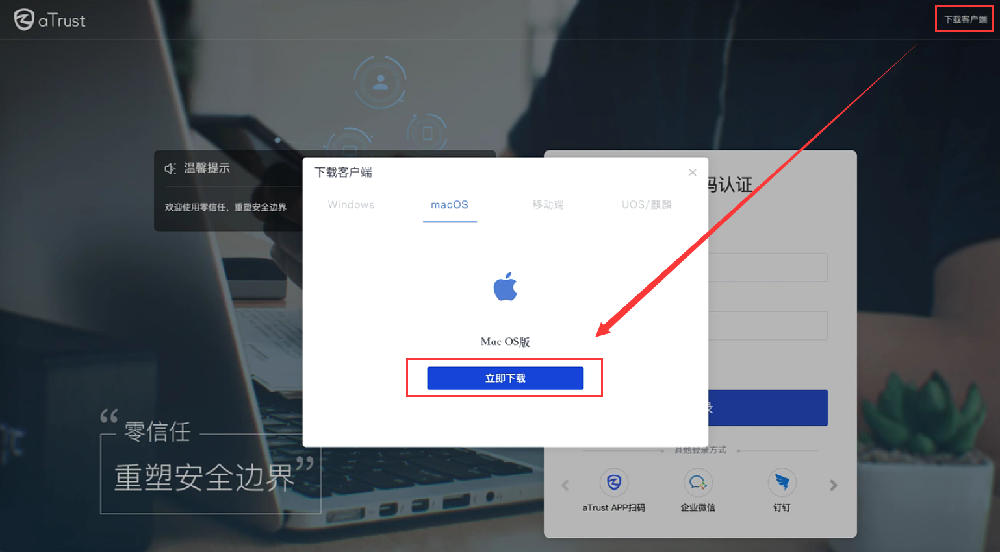 aTrust
下载客户端
温馨提示
欢迎使用零信任，重塑安全边界
下载客户端
Windows
macOS
移动端
UOS/麒麟
Mac OS版
立即下载
码认证
录
其他登录方式
aTrust APP扫码
企业微信
钉钉
“零信任
重塑安全边界”